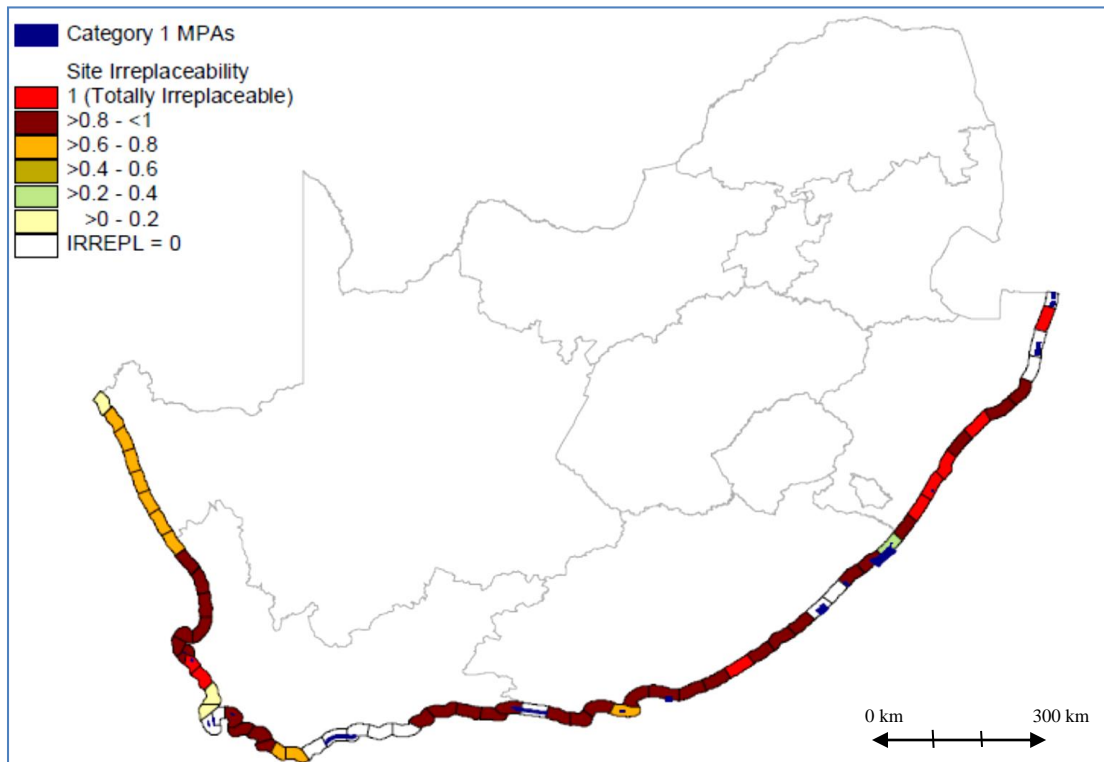 Category 1 MPAs
Site Irreplaceability
1 (Totally Irreplaceable)
>0.8 - <1
>0.6 - 0.8
>0.4 - 0.6
>0.2 - 0.4
>0 - 0.2
IRREPL = 0
0 km 300 km